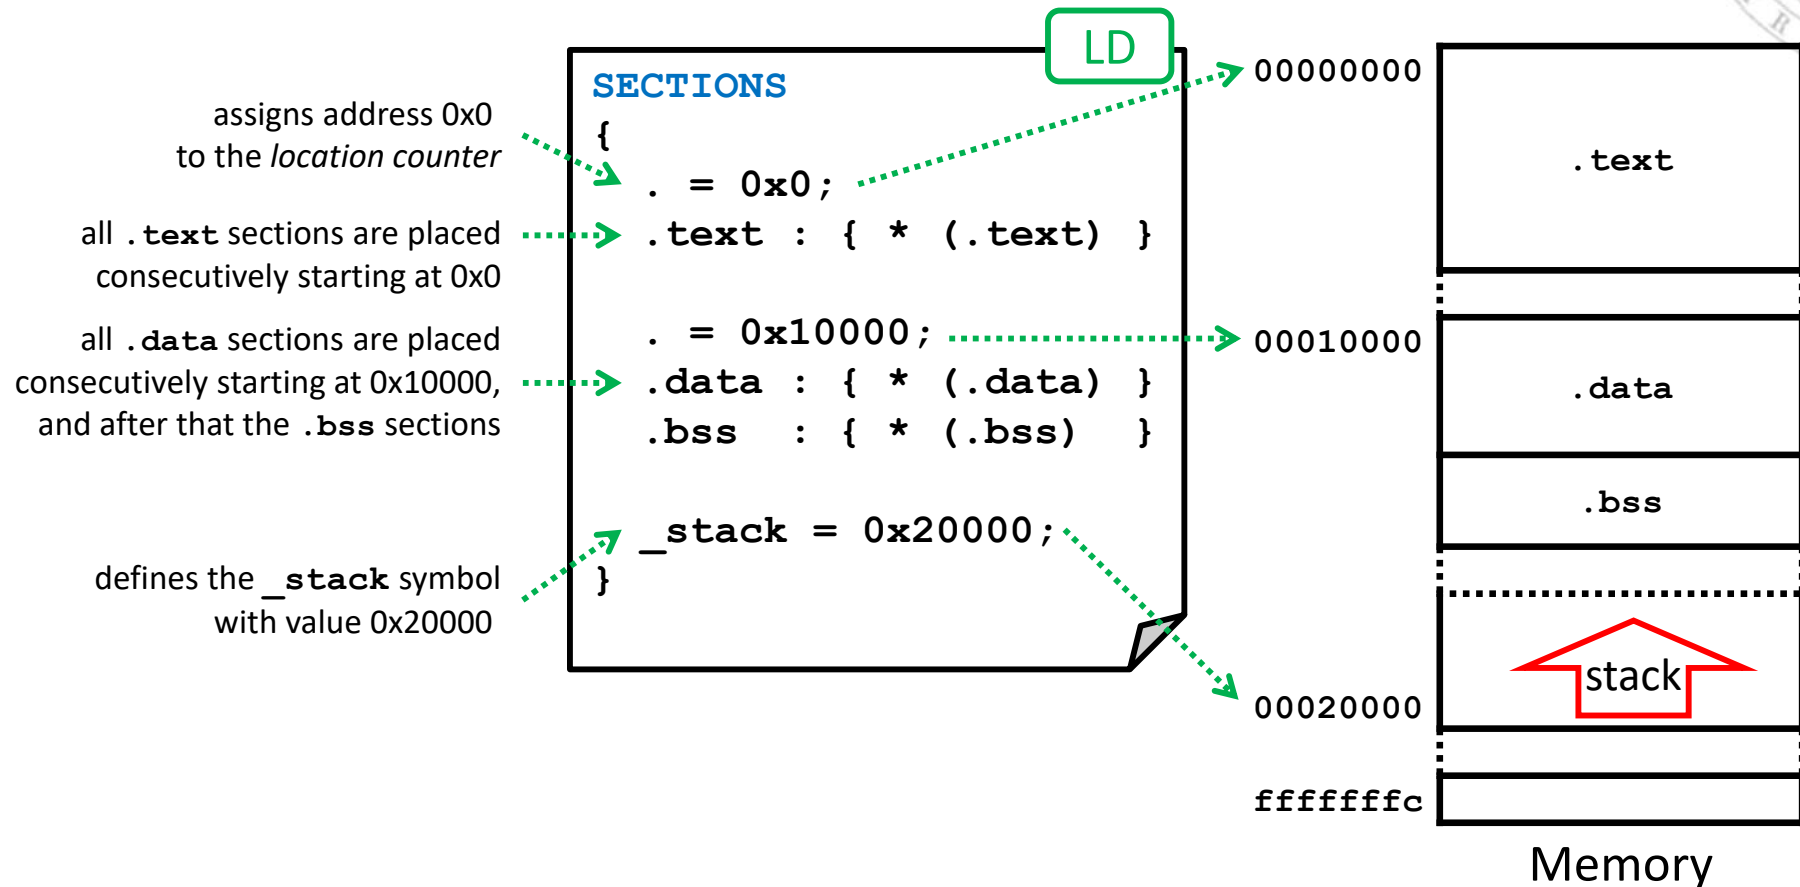 LD
assigns address 0x0
to the location counter
all .text sections are placed
consecutively starting at 0x0
all .data sections are placed
consecutively starting at 0x10000,
and after that the .bss sections
defines the _stack symbol
with value 0x20000
SECTIONS
{
. = 0x0;
.text : { * (.text) }
. = 0x10000;
.data : { * (.data) }
.bss : { * (.bss) }
_stack = 0x20000;
}
00000000
.text
00010000
.data
.bss
stack
00020000
fffffffc
Memory